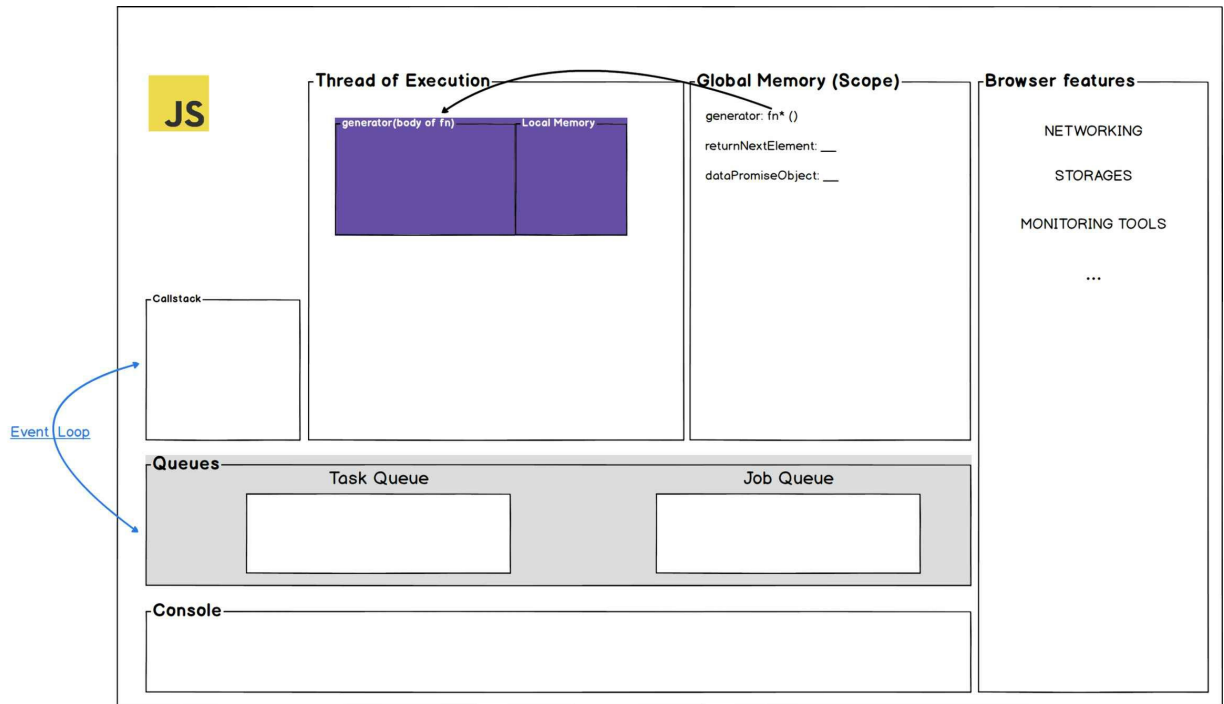 JS
Thread of Execution
generator(body of fn)
Local Memory
Global Memory (Scope)
generator: fn* ()
returnNextElement: __
dataPromiseObject: __
Browser features
NETWORKING
STORAGES
MONITORING TOOLS
...
Callstack
Event Loop
Queues
Task Queue
Job Queue
Console